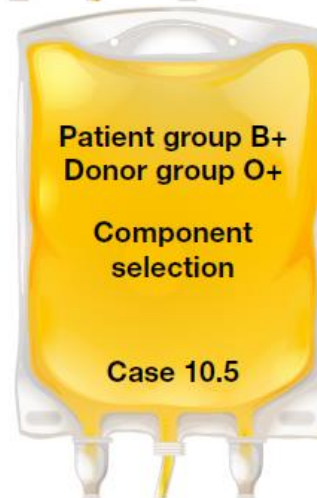 Patient group B+
Donor group O+
Component
selection
Case 10.5